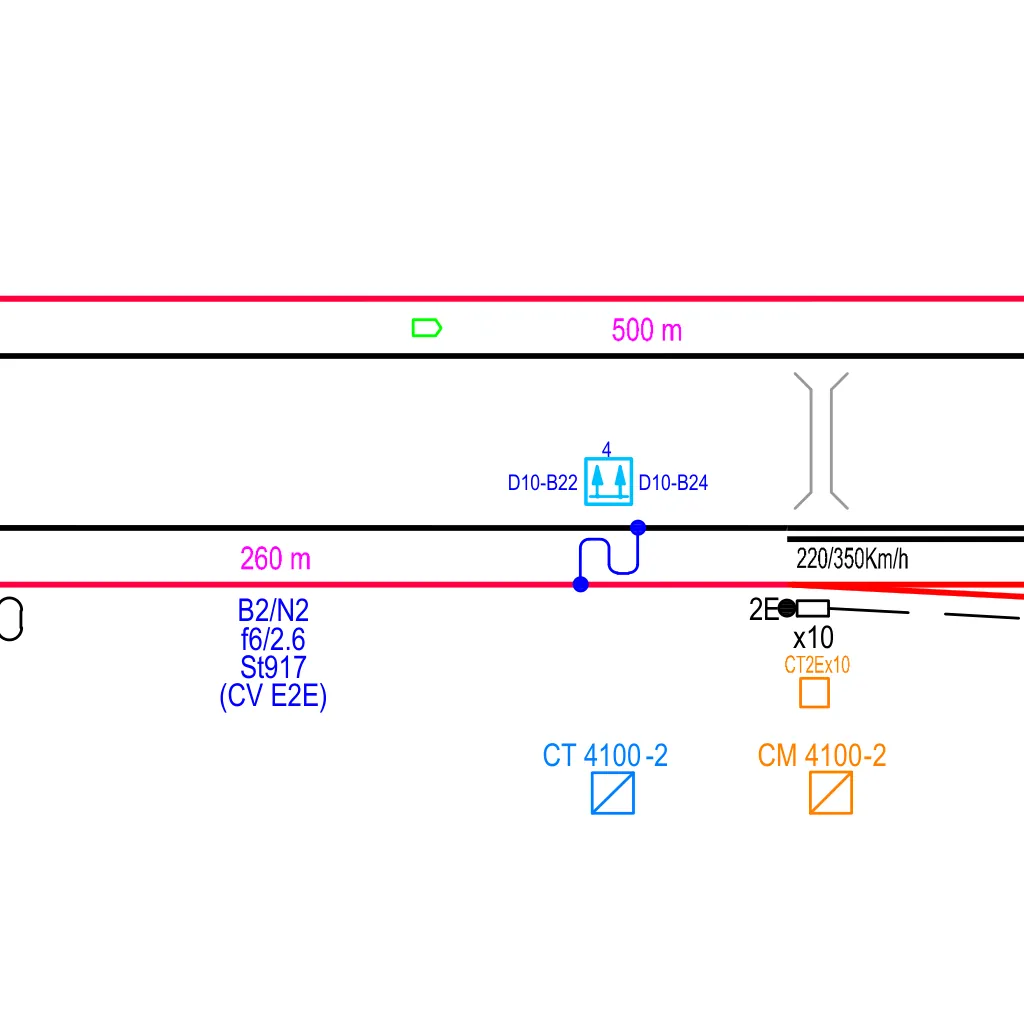 500 m
4
D10-B22
D10-B24
260 m
220/350Km/h
B2/N2
f6/2.6
St917
(CV E2E)
2E
x10
CT2Ex10
CT 4100-2
CM 4100-2